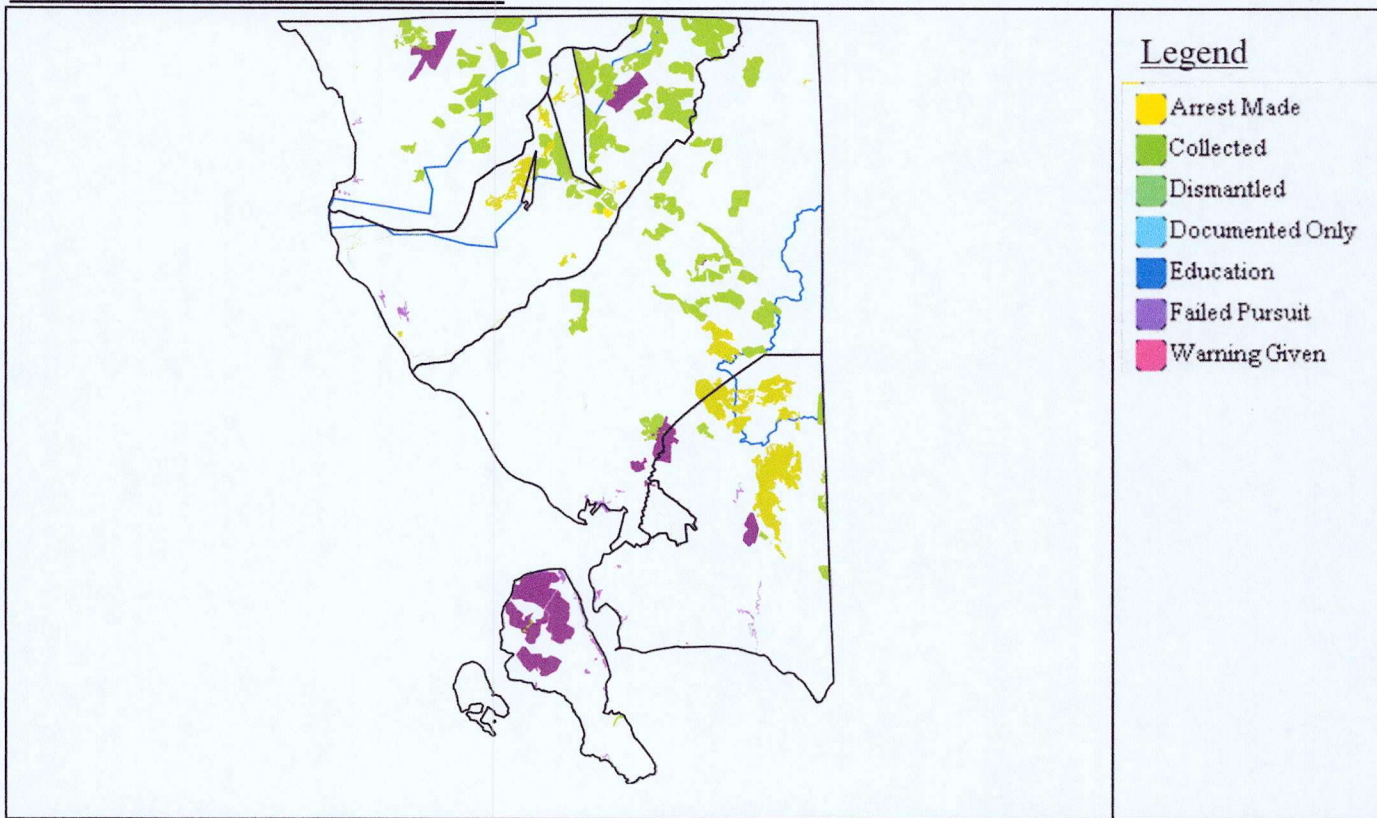 Legend
Arrest Made
Collected
Dismantled
Documented Only
Education
Failed Pursuit
Warning Given